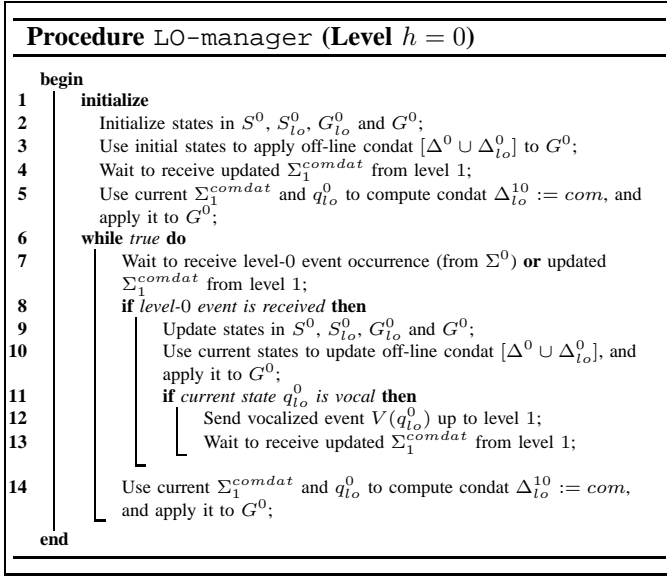 Procedure LO-manager (Level h = 0)
begin
1 initialize
2 Initialize states in S^0, S^0_{lo}, G^0_{lo} and G^0;
3 Use initial states to apply off-line condat [Δ^0 ∪ Δ^0_{lo}] to G^0;
4 Wait to receive updated Σ^{comdat}_1 from level 1;
5 Use current Σ^{comdat}_1 and q^0_{lo} to compute condat Δ^{10}_{lo} := com, and
apply it to G^0;
6 while true do
7 Wait to receive level-0 event occurrence (from Σ^0) or updated
Σ^{comdat}_1 from level 1;
8 if level-0 event is received then
9 Update states in S^0, S^0_{lo}, G^0_{lo} and G^0;
10 Use current states to update off-line condat [Δ^0 ∪ Δ^0_{lo}], and
apply it to G^0;
11 if current state q^0_{lo} is vocal then
12 Send vocalized event V(q^0_{lo}) up to level 1;
13 Wait to receive updated Σ^{comdat}_1 from level 1;
14 Use current Σ^{comdat}_1 and q^0_{lo} to compute condat Δ^{10}_{lo} := com,
and apply it to G^0;
end